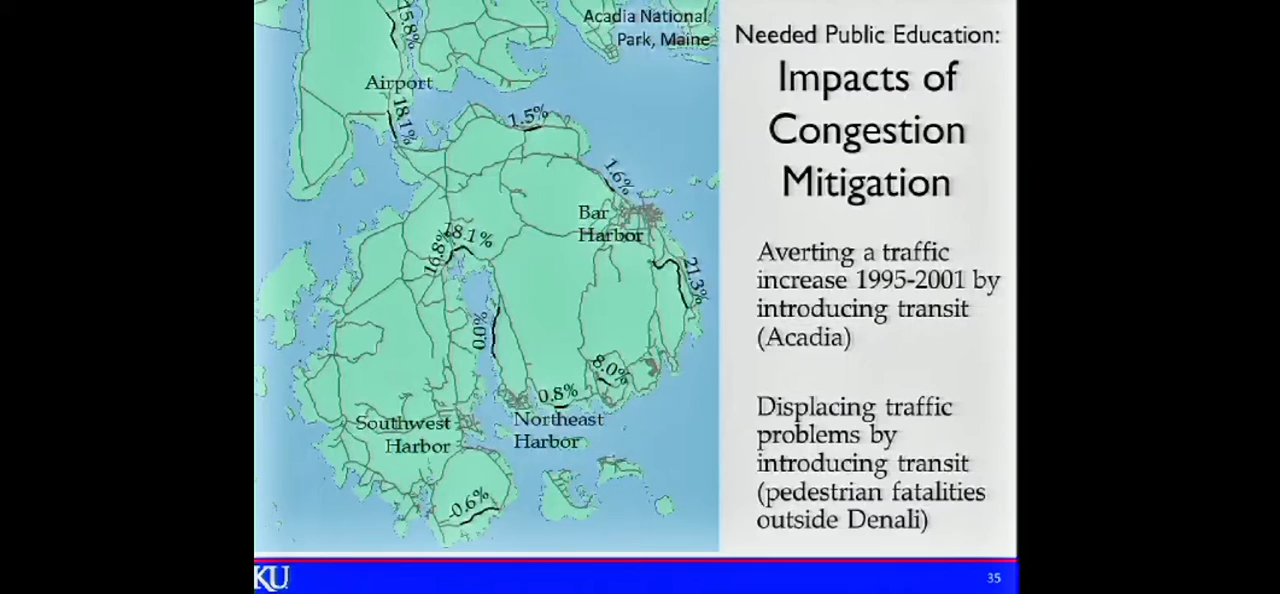 Acadia National
Park, Maine
15.8%
Airport
18.1%
1.5%
1.6%
Bar
Harbor
18.1%
16.8%
21.3%
0.0%
8.0%
0.8%
Southwest
Harbor
Northeast
Harbor
-0.6%
Needed Public Education:
Impacts of
Congestion
Mitigation
Averting a traffic
increase 1995-2001 by
introducing transit
(Acadia)
Displacing traffic
problems by
introducing transit
(pedestrian fatalities
outside Denali)
KU
35